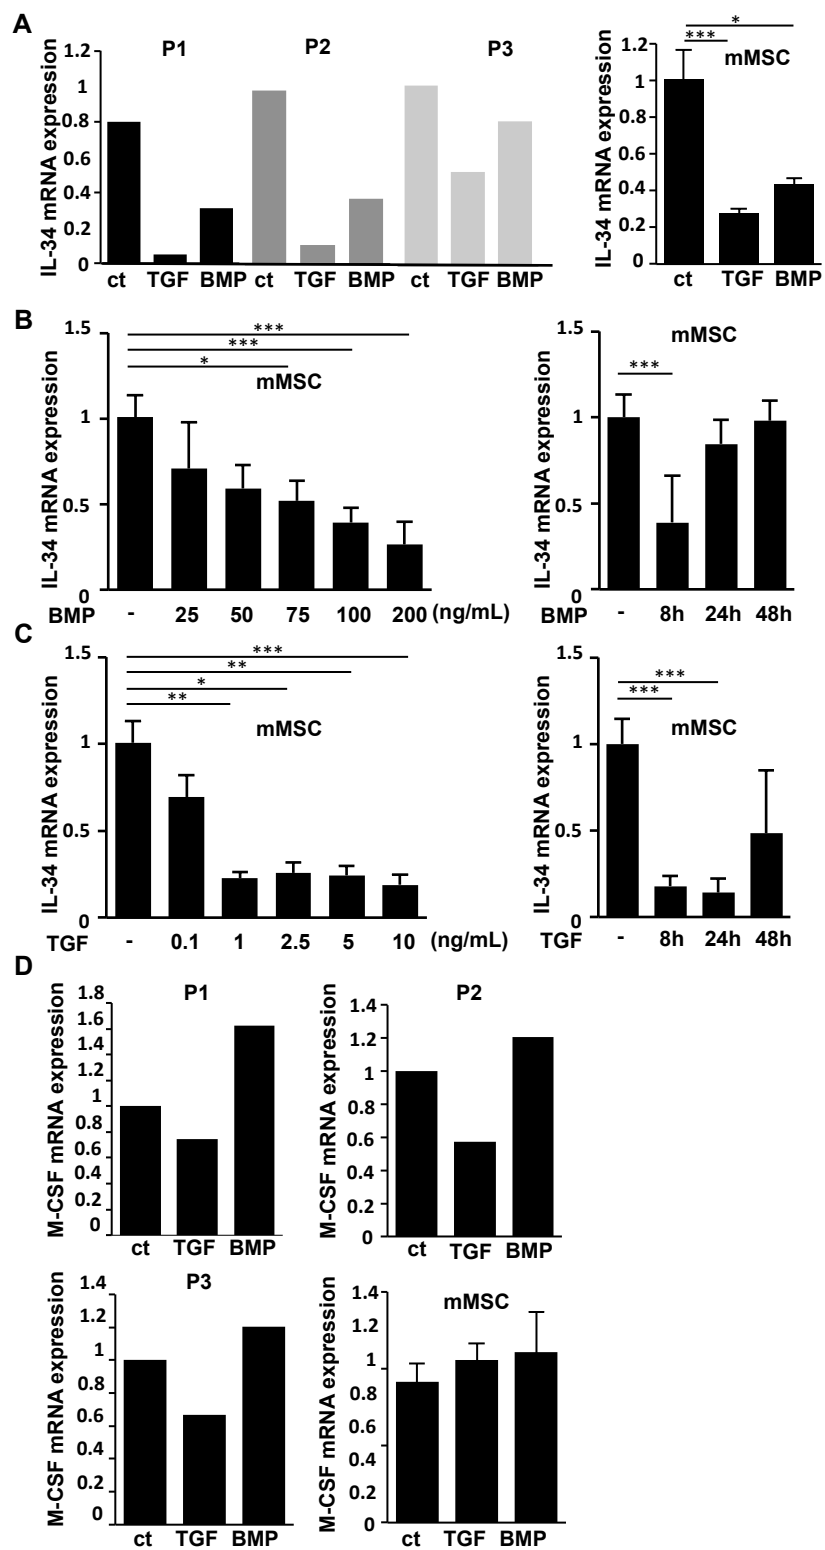 A
P1 P2 P3
IL-34 mRNA expression
1.2
1
0.8
0.6
0.4
0.2
0
ct TGF BMP ct TGF BMP ct TGF BMP
* 
***
mMSC
IL-34 mRNA expression
1.2
1
0.8
0.6
0.4
0.2
0
ct TGF BMP
B
***
***
*
mMSC
IL-34 mRNA expression
1.5
1
0.5
0
BMP - 25 50 75 100 200 (ng/mL)
mMSC
***
IL-34 mRNA expression
1.5
1
0.5
0
BMP - 8h 24h 48h
C
***
**
*
**
mMSC
IL-34 mRNA expression
1.5
1
0.5
0
TGF - 0.1 1 2.5 5 10 (ng/mL)
***
***
mMSC
IL-34 mRNA expression
1.5
1
0.5
0
TGF - 8h 24h 48h
D
P1
M-CSF mRNA expression
1.8
1.6
1.4
1.2
1
0.8
0.6
0.4
0.2
0
ct TGF BMP
P2
M-CSF mRNA expression
1.4
1.2
1
0.8
0.6
0.4
0.2
0
ct TGF BMP
P3
M-CSF mRNA expression
1.4
1.2
1
0.8
0.6
0.4
0.2
0
ct TGF BMP
mMSC
M-CSF mRNA expression
1.4
1.2
1
0.8
0.6
0.4
0.2
0
ct TGF BMP